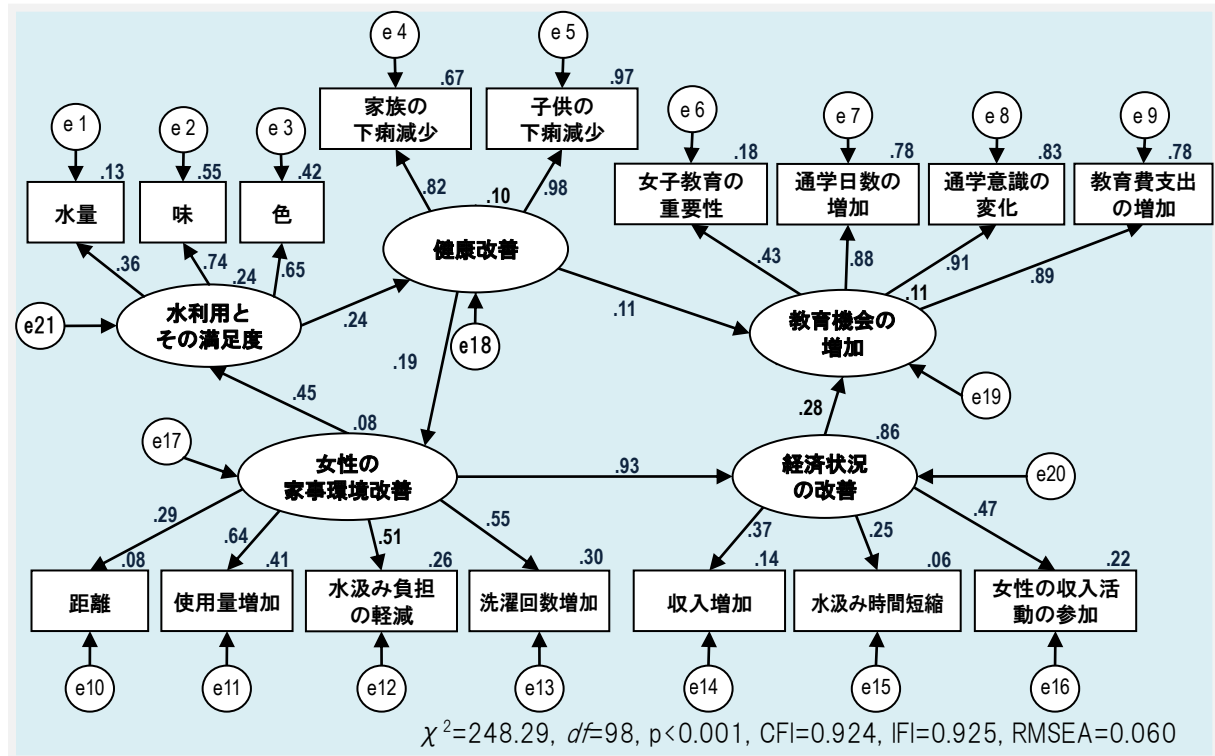 e 4
e 5
.67
.97
家族の
下痢減少
子供の
下痢減少
e 1
e 2
e 3
e 6
e 7
e 8
e 9
.13
.55
.42
.18
.78
.83
.78
水量
味
色
女子教育の
重要性
通学日数の
増加
通学意識の
変化
教育費支出
の増加
.82
.10
.98
健康改善
.36
.74
.24
.65
.43
.88
.91
.89
.11
e21
水利用と
その満足度
.24
e18
.11
教育機会の
増加
.19
.45
.08
.28
e19
e17
女性の
家事環境改善
.93
.86
経済状況
の改善
e20
.29
.64
.51
.55
.37
.25
.47
.08
.41
.26
.30
.14
.06
.22
距離
使用量増加
水汲み負担
の軽減
洗濯回数増加
収入増加
水汲み時間短縮
女性の収入活
動の参加
e10
e11
e12
e13
e14
e15
e16
χ²=248.29, df=98, p<0.001, CFI=0.924, IFI=0.925, RMSEA=0.060